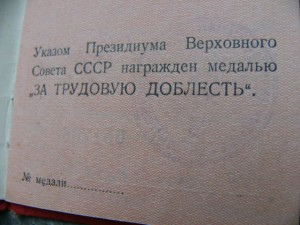 Указом Президиума Верховного
Совета СССР награжден медалью
„ЗА ТРУДОВУЮ ДОБЛЕСТЬ“.
№ медали